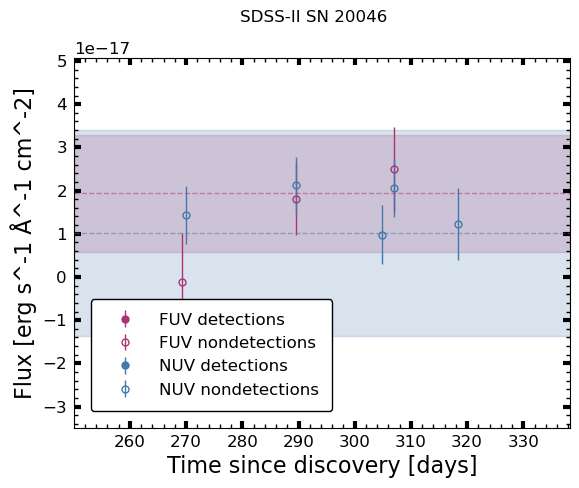 SDSS-II SN 20046
1e−17
5
4
3
2
1
0
−1
−2
−3
Flux [erg s^-1 Å^-1 cm^-2]
FUV detections
FUV nondetections
NUV detections
NUV nondetections
260 270 280 290 300 310 320 330
Time since discovery [days]